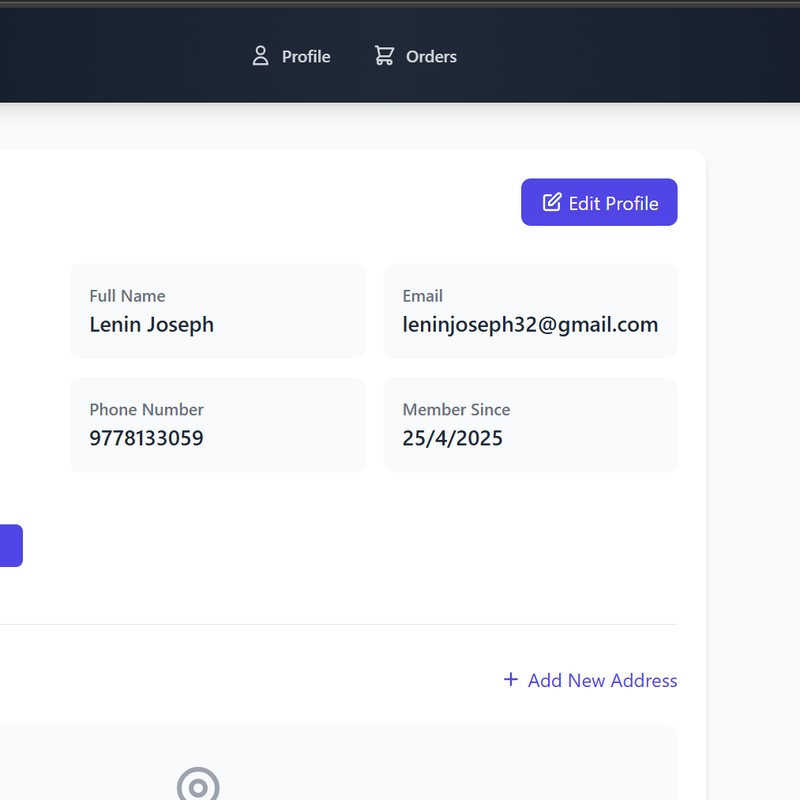 Profile Orders
Edit Profile
Full Name
Lenin Joseph
Email
leninjoseph32@gmail.com
Phone Number
9778133059
Member Since
25/4/2025
+ Add New Address